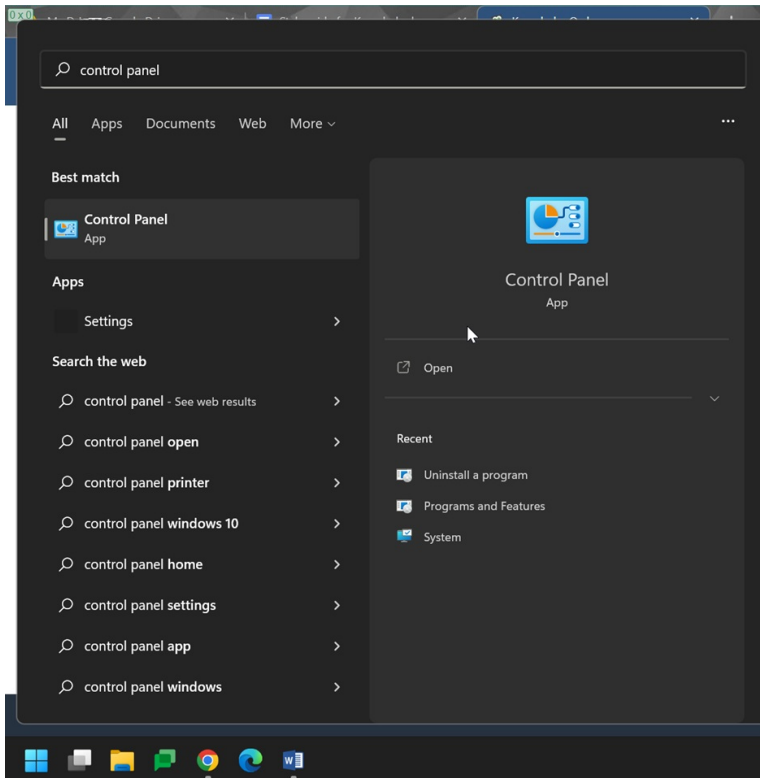 0x0
control panel
All Apps Documents Web More
Best match
Control Panel
App
Apps
Settings
Search the web
control panel - See web results
control panel open
control panel printer
control panel windows 10
control panel home
control panel settings
control panel app
control panel windows
Control Panel
App
Open
Recent
Uninstall a program
Programs and Features
System